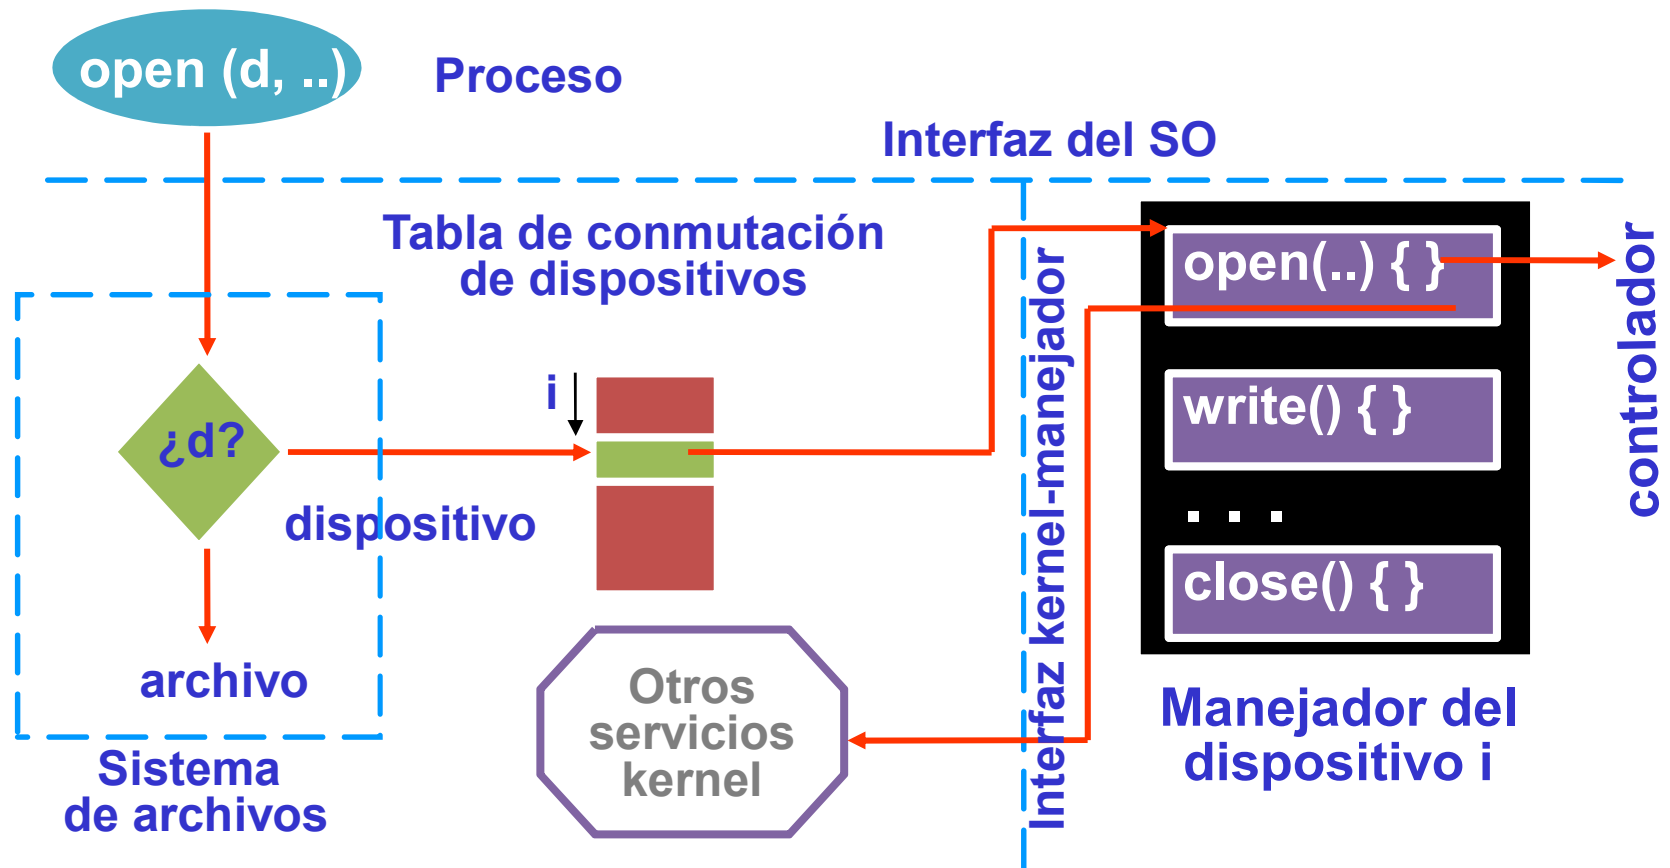 open (d, ..)
Proceso
Interfaz del SO
Tabla de conmutación
de dispositivos
open(..) { }
controlador
Interfaz kernel-manejador
i
write() { }
¿d?
dispositivo
. . .
close() { }
archivo
Otros
servicios
kernel
Manejador del
dispositivo i
Sistema
de archivos